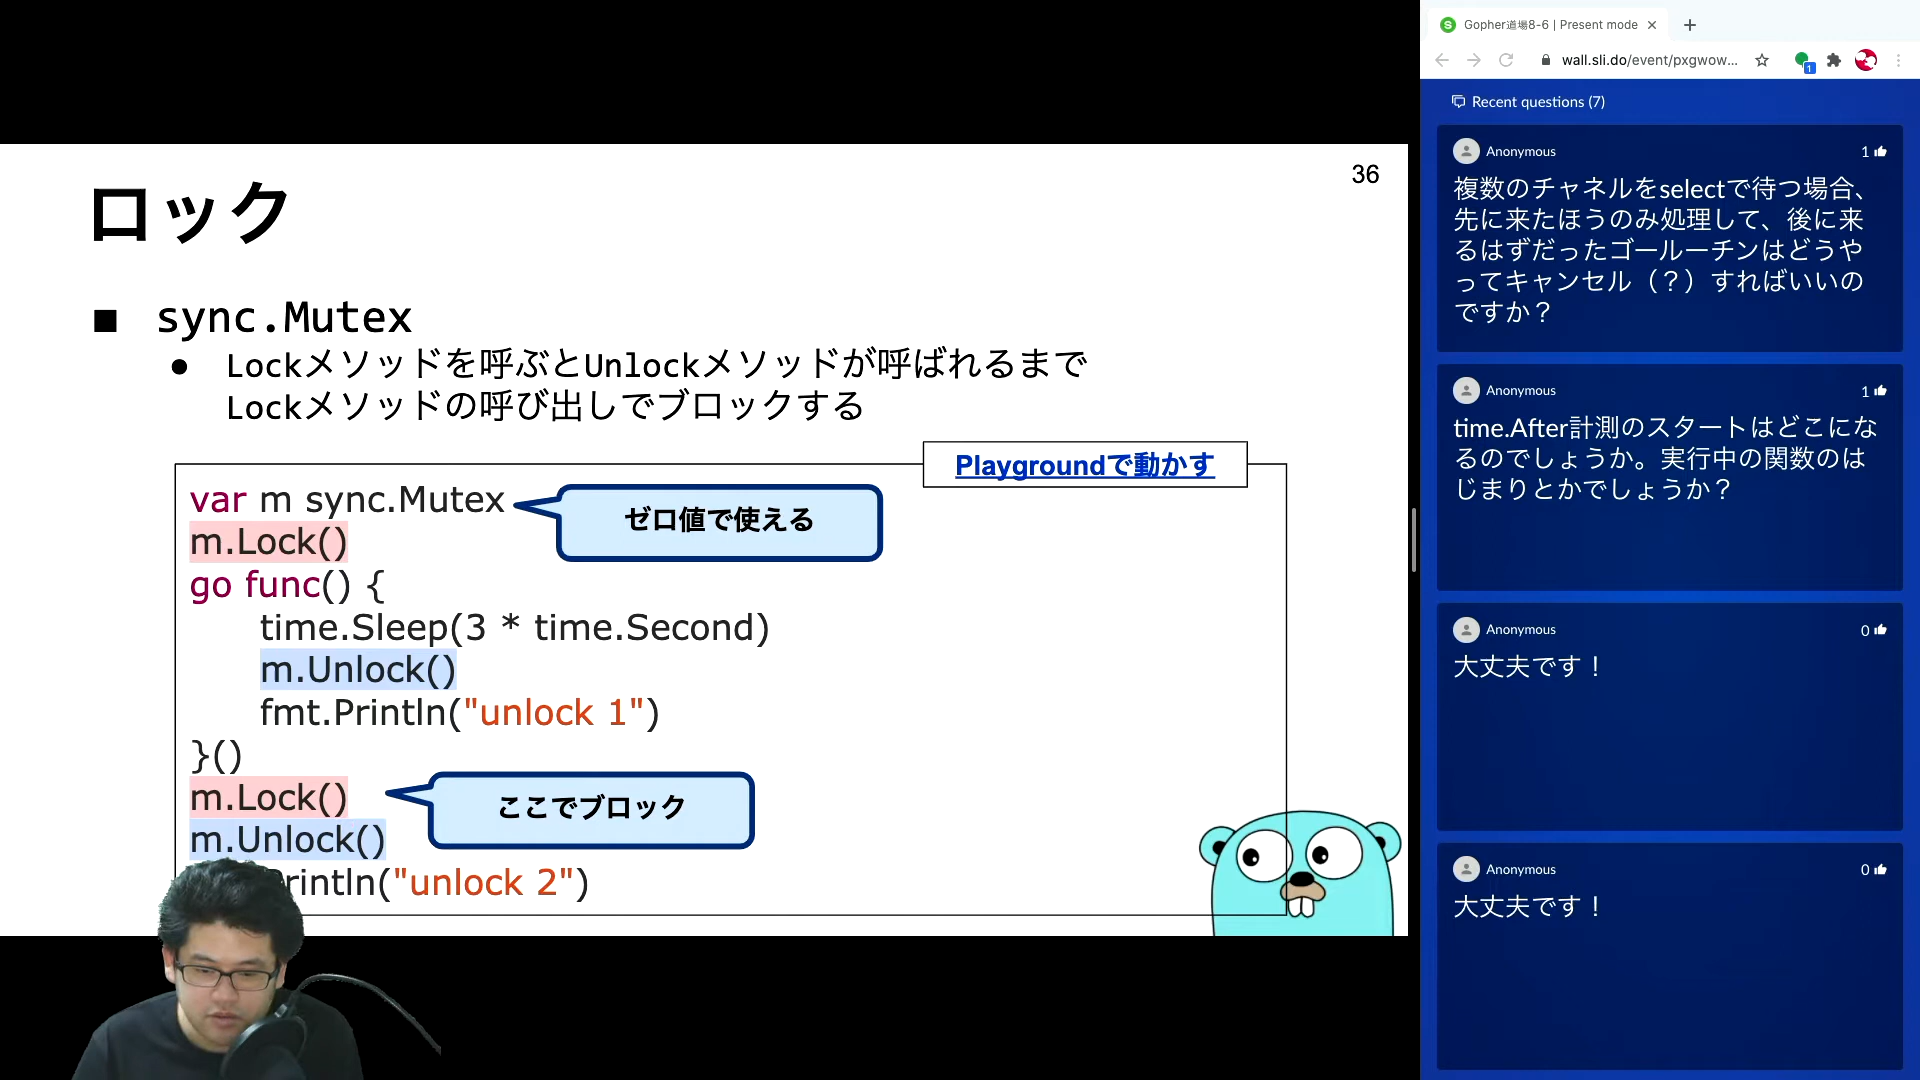 36
ロック
■ sync.Mutex
● Lockメソッドを呼ぶとUnlockメソッドが呼ばれるまで
Lockメソッドの呼び出しでブロックする
Playgroundで動かす
var m sync.Mutex
ゼロ値で使える
m.Lock()
go func() {
time.Sleep(3 * time.Second)
m.Unlock()
fmt.Println("unlock 1")
}()
m.Lock()
ここでブロック
m.Unlock()
rintln("unlock 2")
Gopher道場8-6 | Present mode
wall.sli.do/event/pxgwow...
1
Recent questions (7)
Anonymous
1
複数のチャネルをselectで待つ場合、
先に来たほうのみ処理して、後に来
るはずだったゴールーチンはどうや
ってキャンセル（？）すればいいの
ですか？
Anonymous
1
time.After計測のスタートはどこにな
るのでしょうか。実行中の関数のは
じまりとかでしょうか？
Anonymous
0
大丈夫です！
Anonymous
0
大丈夫です！